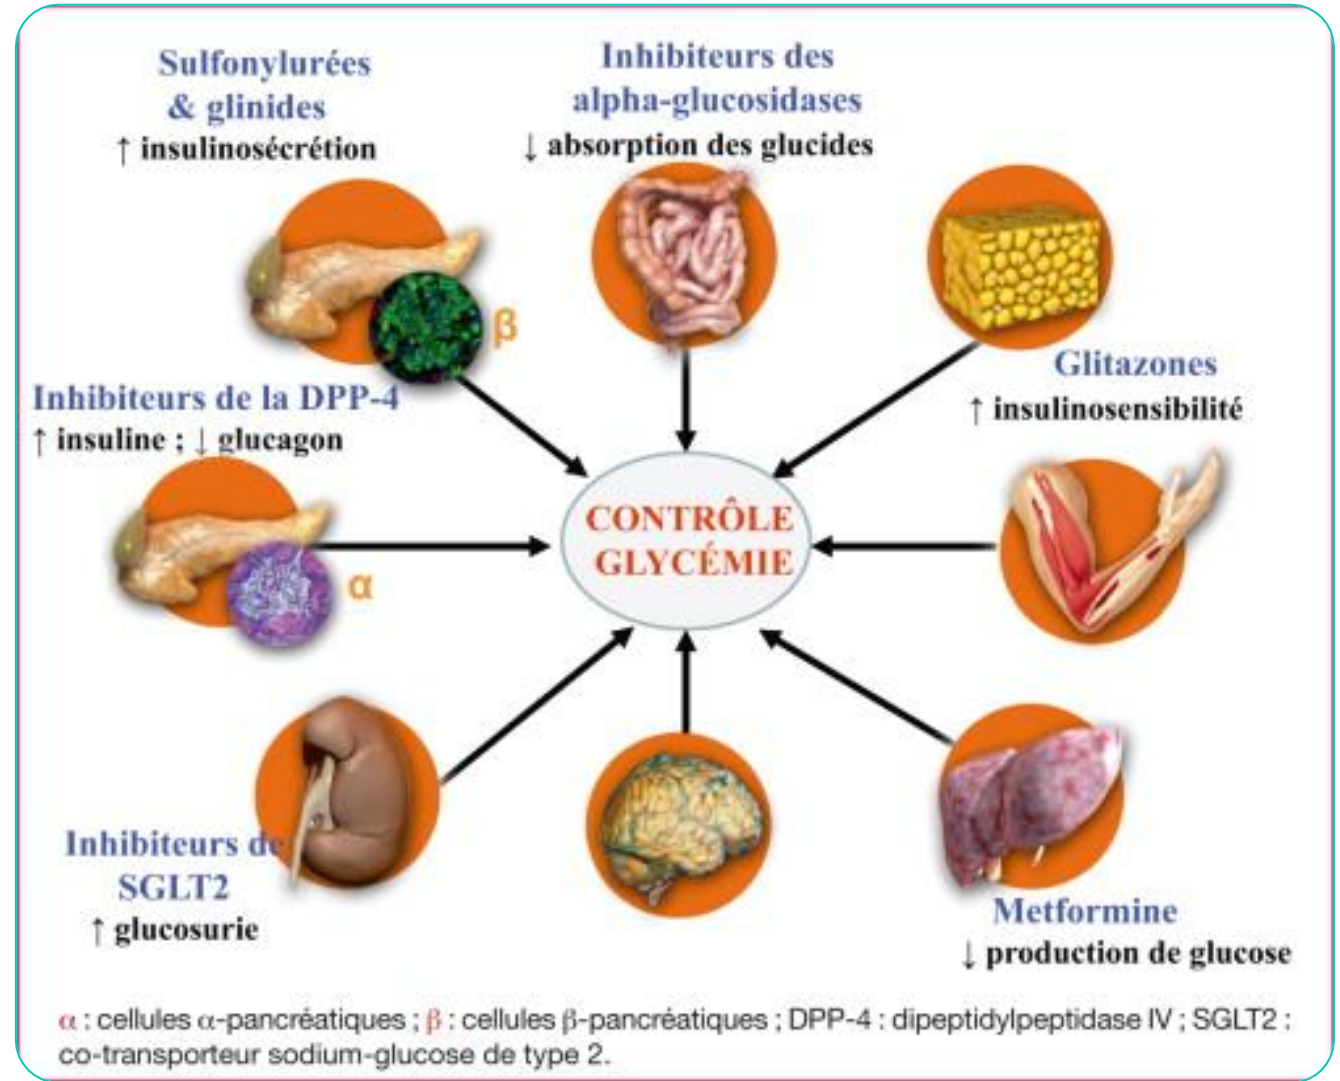 Sulfonylurées
& glinides
↑ insulinosécrétion
Inhibiteurs des
alpha-glucosidases
↓ absorption des glucides
β
Glitazones
↑ insulinosensibilité
Inhibiteurs de la DPP-4
↑ insuline ; ↓ glucagon
α
CONTRÔLE
GLYCÉMIE
Inhibiteurs de
SGLT2
↑ glucosurie
Metformine
↓ production de glucose
α : cellules α-pancréatiques ; β : cellules β-pancréatiques ; DPP-4 : dipeptidylpeptidase IV ; SGLT2 :
co-transporteur sodium-glucose de type 2.